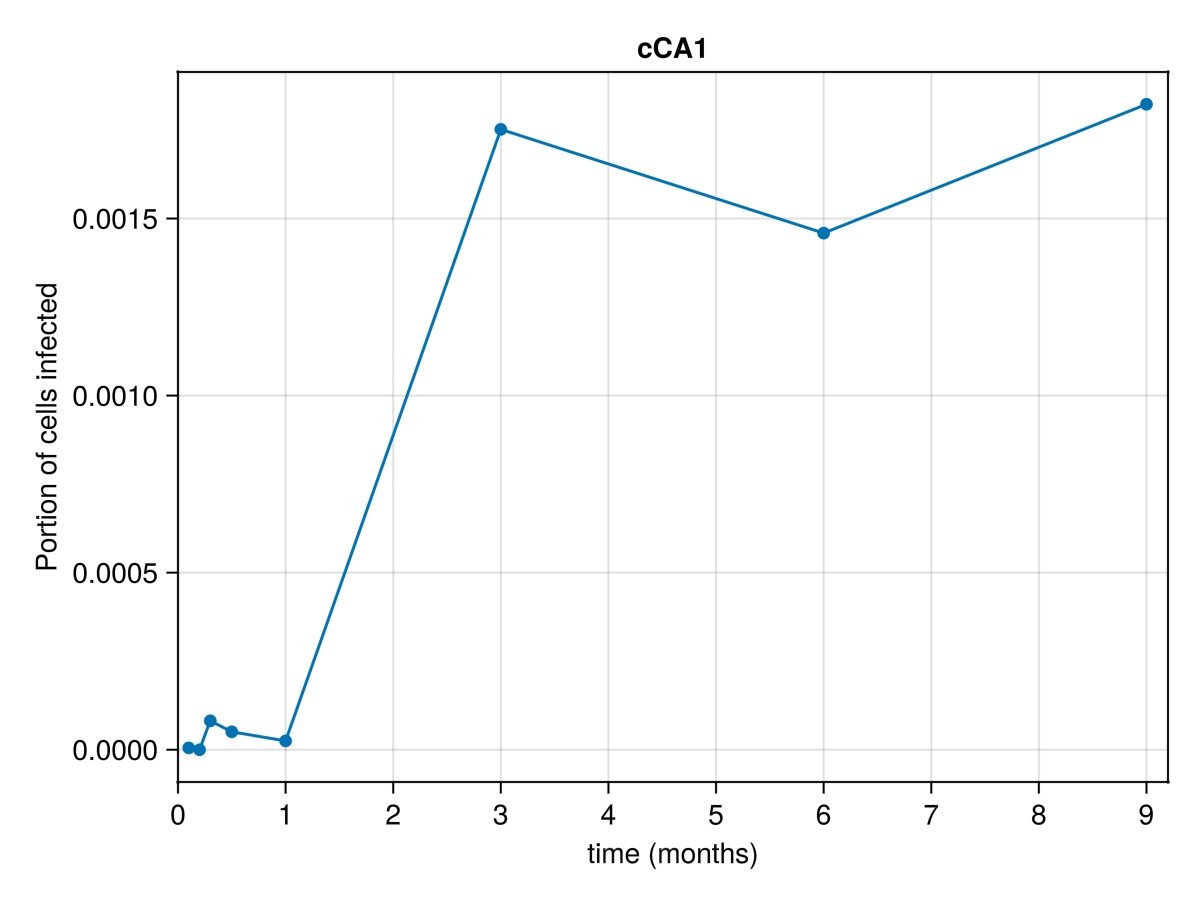 cCA1
Portion of cells infected
0.0015
0.0010
0.0005
0.0000
0 1 2 3 4 5 6 7 8 9
time (months)